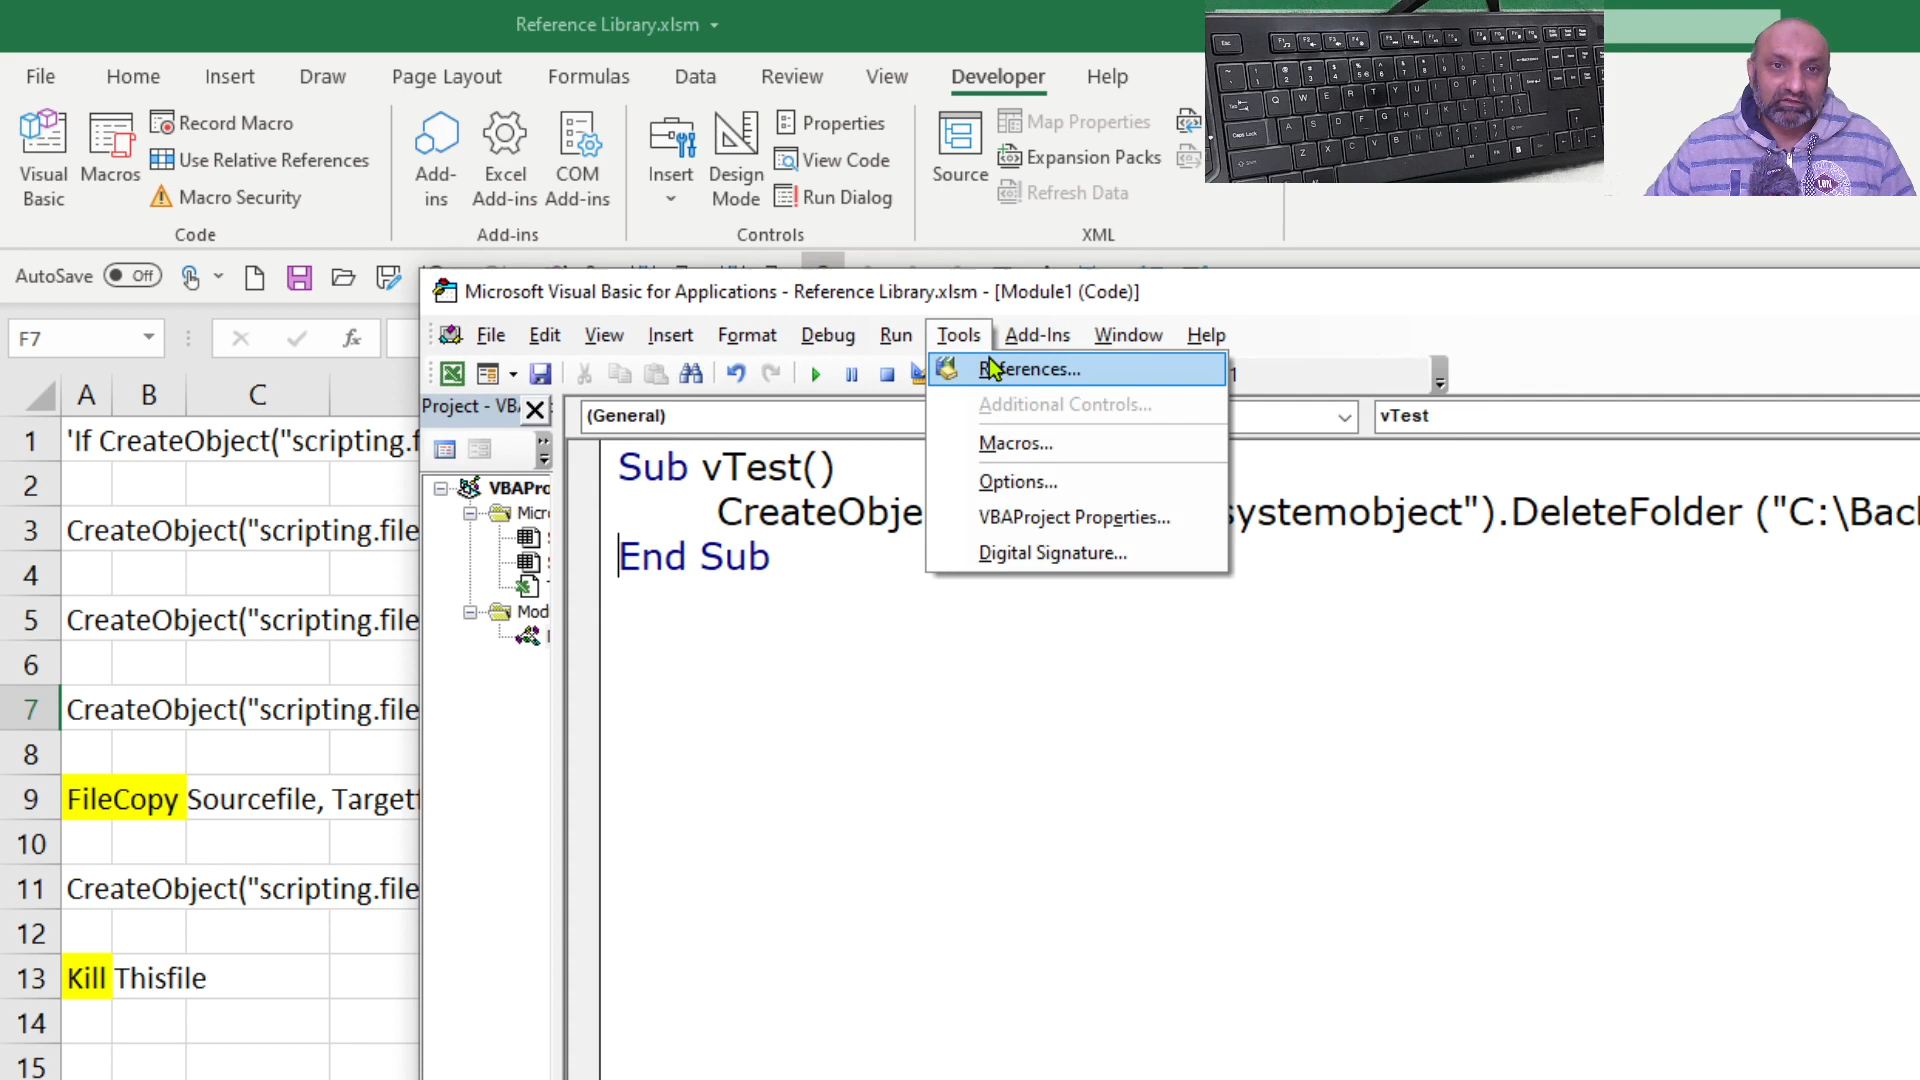 Reference Library.xlsm
File Home Insert Draw Page Layout Formulas Data Review View Developer Help
Visual Basic
Macros
Record Macro
Use Relative References
Macro Security
Code
Add-ins
Excel Add-ins
COM Add-ins
Add-ins
Insert
Design Mode
Properties
View Code
Run Dialog
Controls
Source
Map Properties
Expansion Packs
Refresh Data
XML
AutoSave Off
Microsoft Visual Basic for Applications - Reference Library.xlsm - [Module1 (Code)]
F7 fx
File Edit View Insert Format Debug Run Tools Add-Ins Window Help
References...
Additional Controls...
Macros...
Options...
VBAProject Properties...
Digital Signature...
Project - VBA
(General) vTest
VBAPro
Micr
Mod
Sub vTest()
CreateObje systemobject").DeleteFolder ("C:\Bac
End Sub
A B C
1 'If CreateObject("scripting.f
2
3 CreateObject("scripting.file
4
5 CreateObject("scripting.file
6
7 CreateObject("scripting.file
8
9 FileCopy Sourcefile, Targetf
10
11 CreateObject("scripting.file
12
13 Kill Thisfile
14
15